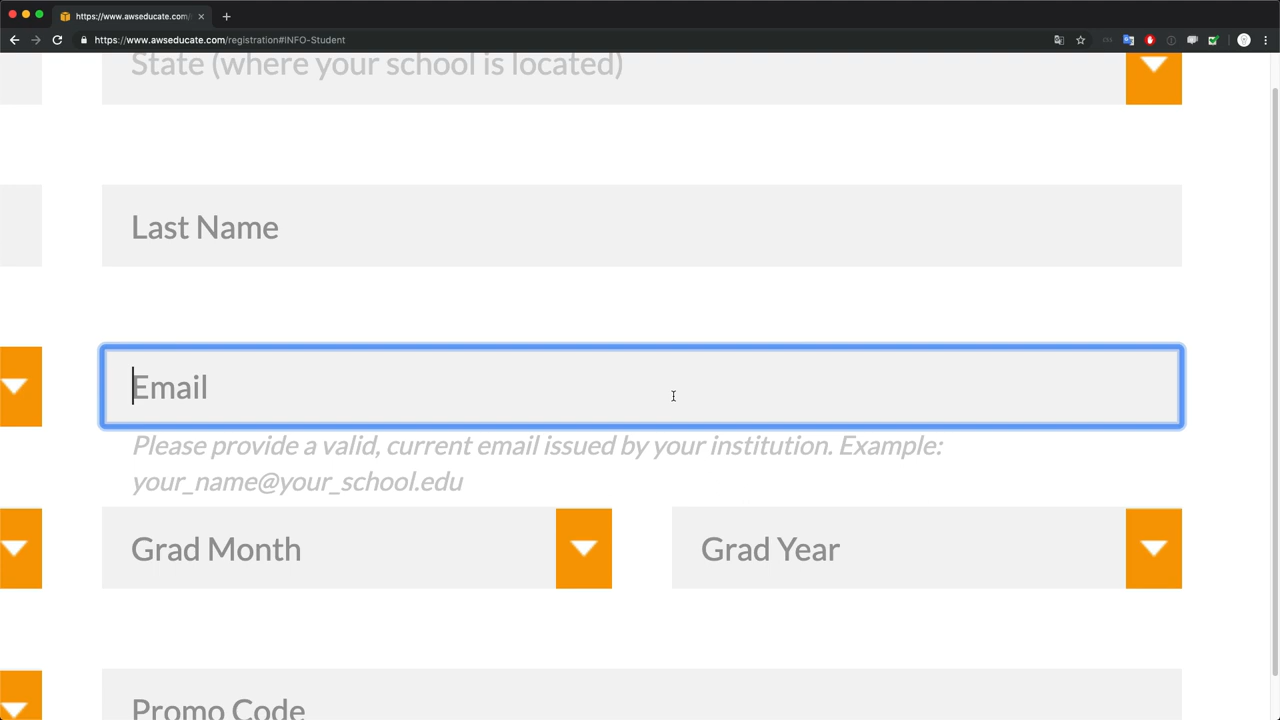 https://www.awseducate.com/
https://www.awseducate.com/registration#INFO-Student
State (where your school is located)
Last Name
Email
Please provide a valid, current email issued by your institution. Example:
your_name@your_school.edu
Grad Month
Grad Year
Promo Code